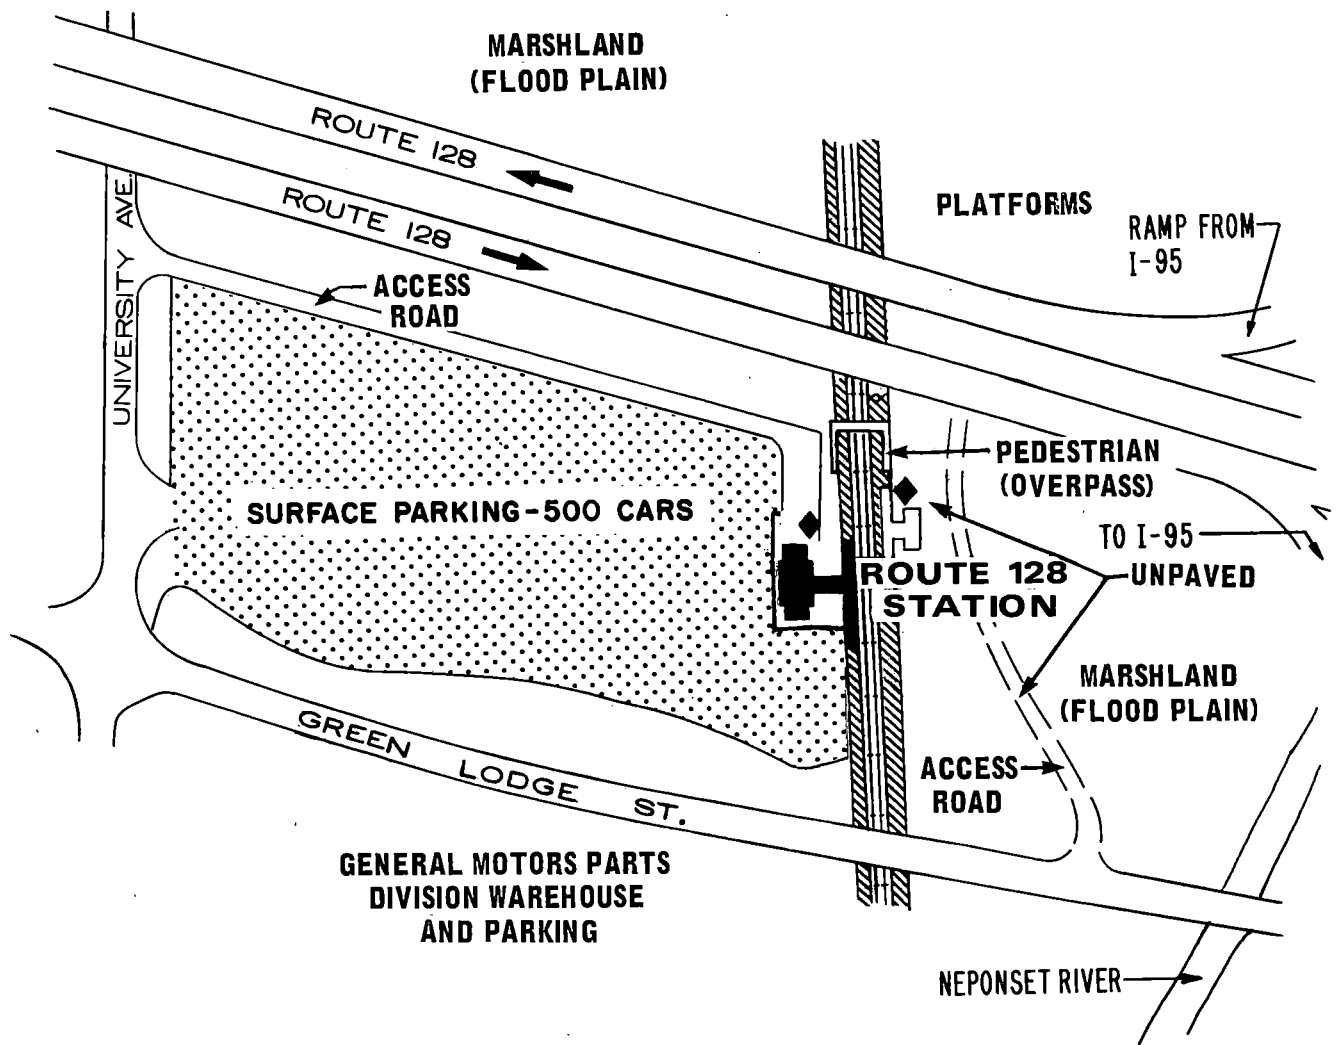 MARSHLAND
(FLOOD PLAIN)
ROUTE 128
ROUTE 128
PLATFORMS
RAMP FROM
I-95
UNIVERSITY AVE.
ACCESS
ROAD
PEDESTRIAN
(OVERPASS)
SURFACE PARKING-500 CARS
TO I-95
ROUTE 128
STATION
UNPAVED
MARSHLAND
(FLOOD PLAIN)
GREEN LODGE ST.
ACCESS
ROAD
GENERAL MOTORS PARTS
DIVISION WAREHOUSE
AND PARKING
NEPONSET RIVER